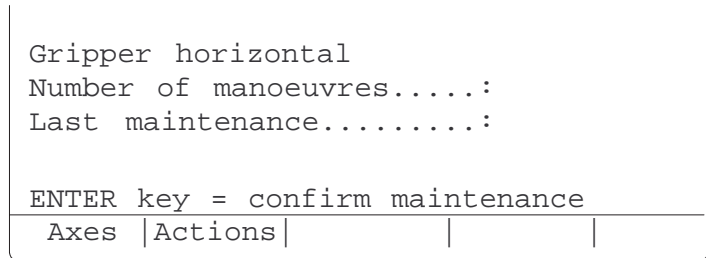 Gripper horizontal
Number of manoeuvres.....:
Last maintenance.........:
ENTER key = confirm maintenance
Axes |Actions| | |